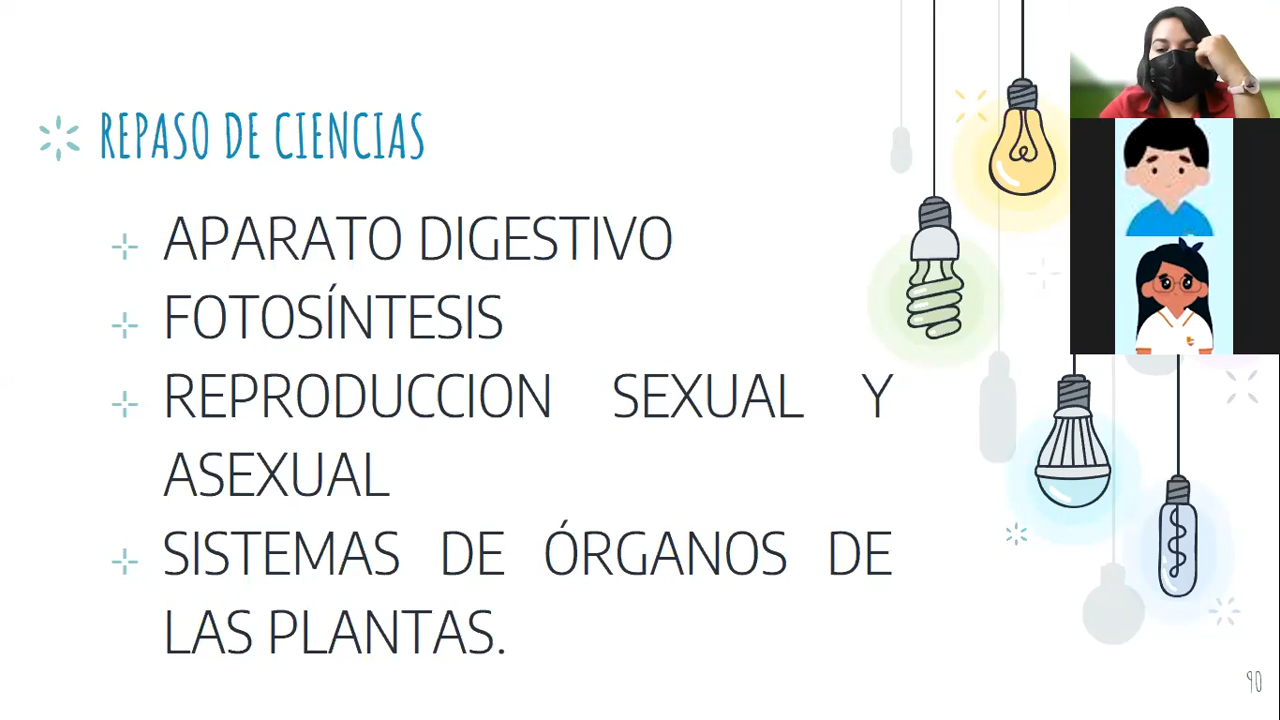 REPASO DE CIENCIAS
APARATO DIGESTIVO
FOTOSÍNTESIS
REPRODUCCION SEXUAL Y
ASEXUAL
SISTEMAS DE ÓRGANOS DE
LAS PLANTAS.
90